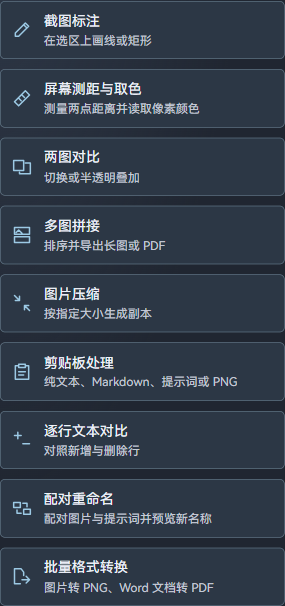 截图标注
在选区上画线或矩形
屏幕测距与取色
测量两点距离并读取像素颜色
两图对比
切换或半透明叠加
多图拼接
排序并导出长图或 PDF
图片压缩
按指定大小生成副本
剪贴板处理
纯文本、Markdown、提示词或 PNG
逐行文本对比
对照新增与删除行
配对重命名
配对图片与提示词并预览新名称
批量格式转换
图片转 PNG、Word 文档转 PDF